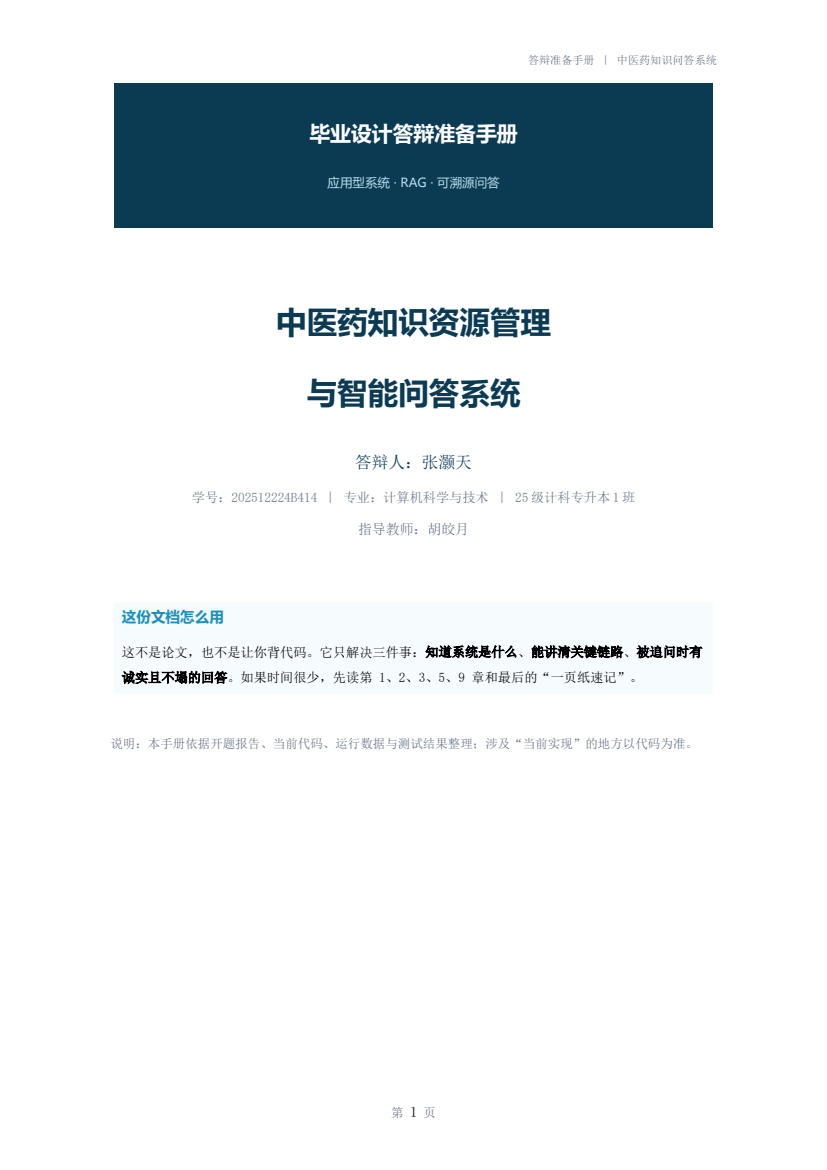 答辩准备手册 | 中医药知识问答系统
毕业设计答辩准备手册
应用型系统 · RAG · 可溯源问答
中医药知识资源管理
与智能问答系统
答辩人：张灏天
学号：202512224B414 | 专业：计算机科学与技术 | 25 级计科专升本 1 班
指导教师：胡皎月
这份文档怎么用
这不是论文，也不是让你背代码。它只解决三件事：知道系统是什么、能讲清关键链路、被追问时有
诚实且不塌的回答。如果时间很少，先读第 1、2、3、5、9 章和最后的“一页纸速记”。
说明：本手册依据开题报告、当前代码、运行数据与测试结果整理；涉及“当前实现”的地方以代码为准。
第 1 页